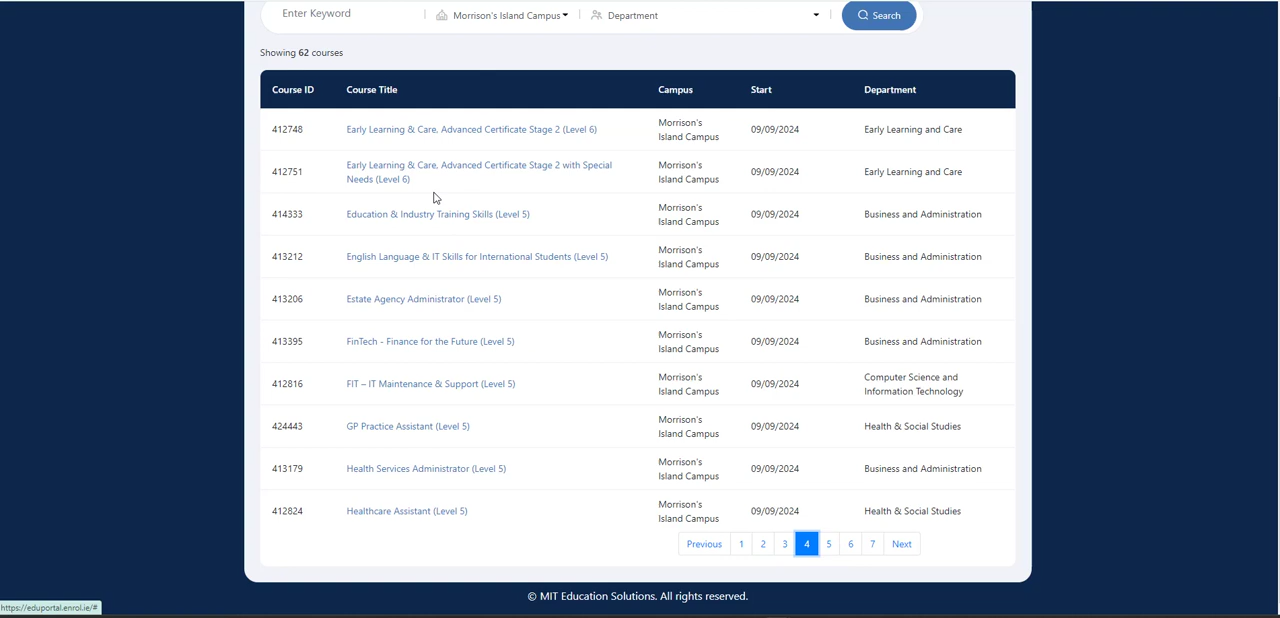 Enter Keyword Morrison's Island Campus Department Search
Showing 62 courses
Course ID Course Title Campus Start Department
412748 Early Learning & Care, Advanced Certificate Stage 2 (Level 6) Morrison's 09/09/2024 Early Learning and Care
Island Campus
412751 Early Learning & Care, Advanced Certificate Stage 2 with Special Morrison's 09/09/2024 Early Learning and Care
Needs (Level 6) Island Campus
414333 Education & Industry Training Skills (Level 5) Morrison's 09/09/2024 Business and Administration
Island Campus
413212 English Language & IT Skills for International Students (Level 5) Morrison's 09/09/2024 Business and Administration
Island Campus
413206 Estate Agency Administrator (Level 5) Morrison's 09/09/2024 Business and Administration
Island Campus
413395 FinTech - Finance for the Future (Level 5) Morrison's 09/09/2024 Business and Administration
Island Campus
412816 FIT – IT Maintenance & Support (Level 5) Morrison's 09/09/2024 Computer Science and
Island Campus Information Technology
424443 GP Practice Assistant (Level 5) Morrison's 09/09/2024 Health & Social Studies
Island Campus
413179 Health Services Administrator (Level 5) Morrison's 09/09/2024 Business and Administration
Island Campus
412824 Healthcare Assistant (Level 5) Morrison's 09/09/2024 Health & Social Studies
Island Campus
Previous 1 2 3 4 5 6 7 Next
© MIT Education Solutions. All rights reserved.
https://eduportal.enrol.ie/#